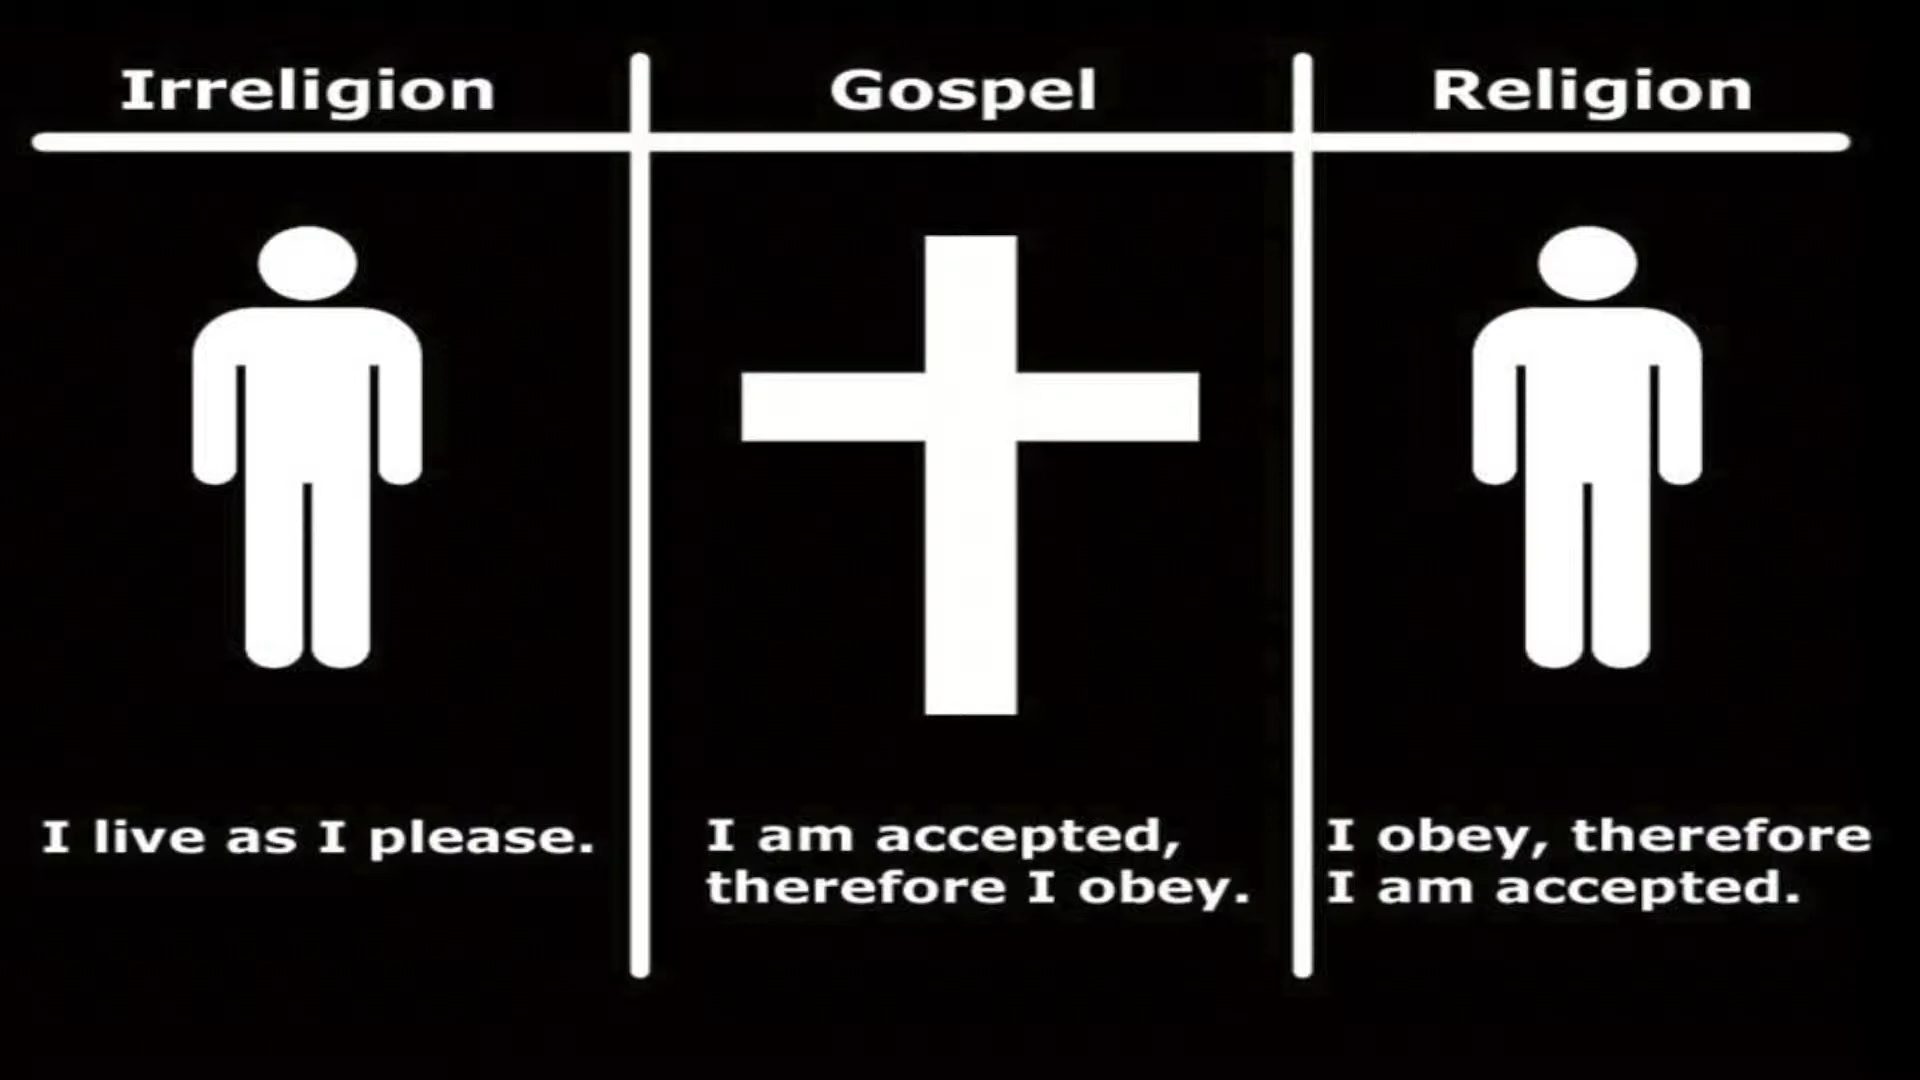 Irreligion
Gospel
Religion
I live as I please.
I am accepted,
therefore I obey.
I obey, therefore
I am accepted.